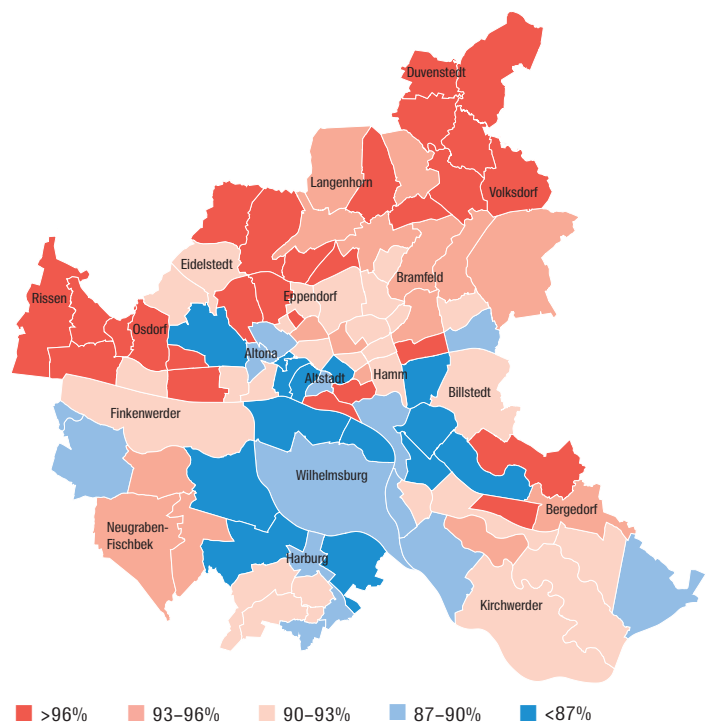 Duvenstedt
Langenhorn
Volksdorf
Eidelstedt
Bramfeld
Rissen
Eppendorf
Osdorf
Altona
Altstadt
Hamm
Billstedt
Finkenwerder
Wilhelmsburg
Bergedorf
Neugraben-
Fischbek
Harburg
Kirchwerder
>96% 93–96% 90–93% 87–90% <87%